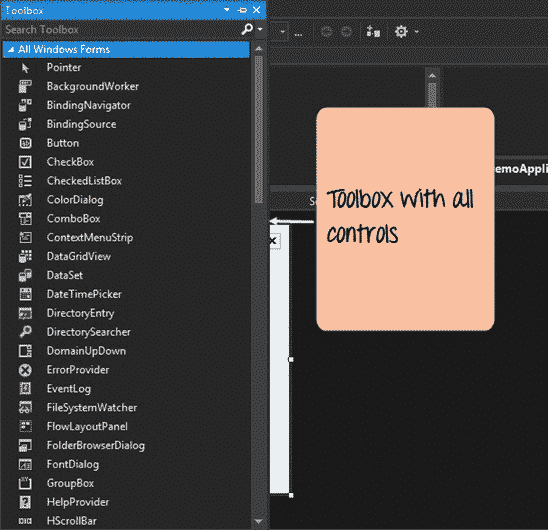 Toolbox
Search Toolbox
All Windows Forms
Pointer
BackgroundWorker
BindingNavigator
BindingSource
Button
CheckBox
CheckedListBox
ColorDialog
ComboBox
ContextMenuStrip
DataGridView
DataSet
DateTimePicker
DirectoryEntry
DirectorySearcher
DomainUpDown
ErrorProvider
EventLog
FileSystemWatcher
FlowLayoutPanel
FolderBrowserDialog
FontDialog
GroupBox
HelpProvider
HScrollBar
Toolbox with all
controls
emoAppli